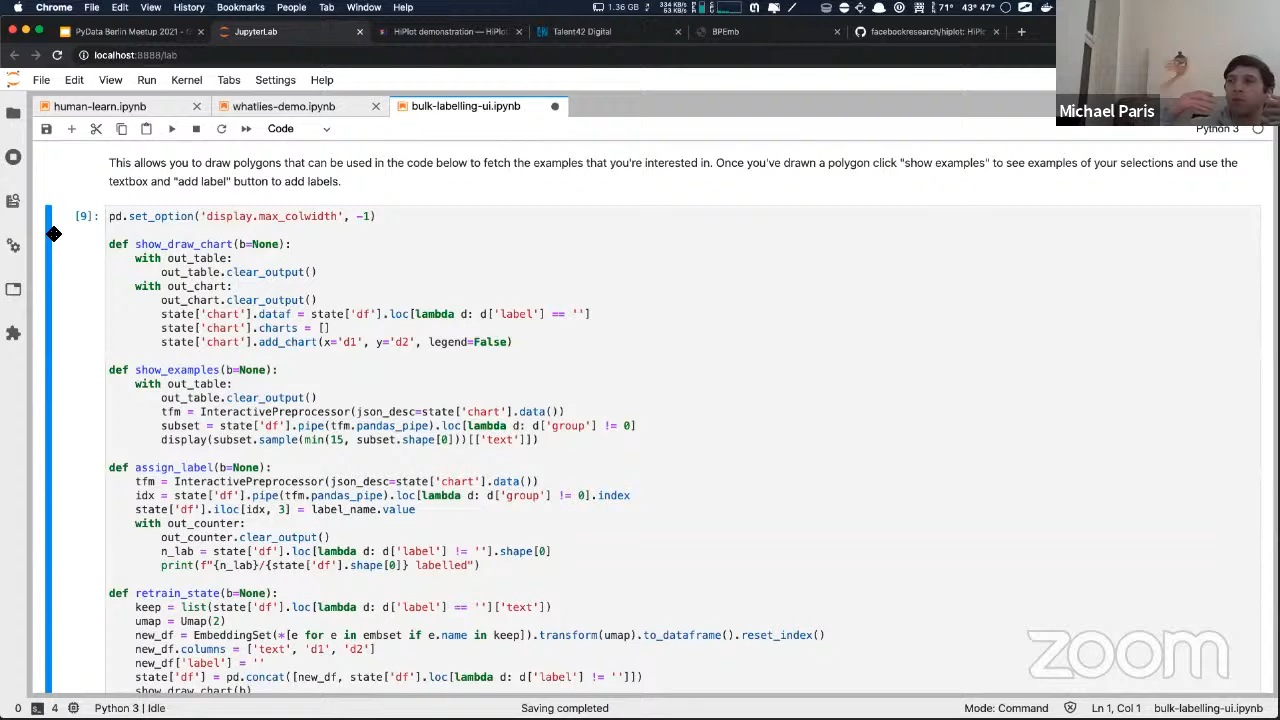 Chrome File Edit View History Bookmarks People Tab Window Help 1.36 GB 334 KB 53 KB 71° 43° 47°
PyData Berlin Meetup 2021 - JupyterLab HiPlot demonstration — HiPlot Talent42 Digital BPEmb facebookresearch/hiplot: HiPl
localhost:8888/lab
File Edit View Run Kernel Tabs Settings Help
human-learn.ipynb whatlies-demo.ipynb bulk-labelling-ui.ipynb
Michael Paris
Code
Python 3
This allows you to draw polygons that can be used in the code below to fetch the examples that you're interested in. Once you've drawn a polygon click "show examples" to see examples of your selections and use the
textbox and "add label" button to add labels.
[9]: pd.set_option('display.max_colwidth', -1)
def show_draw_chart(b=None):
with out_table:
out_table.clear_output()
with out_chart:
out_chart.clear_output()
state['chart'].dataf = state['df'].loc[lambda d: d['label'] == '']
state['chart'].charts = []
state['chart'].add_chart(x='d1', y='d2', legend=False)
def show_examples(b=None):
with out_table:
out_table.clear_output()
tfm = InteractivePreprocessor(json_desc=state['chart'].data())
subset = state['df'].pipe(tfm.pandas_pipe).loc[lambda d: d['group'] != 0]
display(subset.sample(min(15, subset.shape[0]))[['text']])
def assign_label(b=None):
tfm = InteractivePreprocessor(json_desc=state['chart'].data())
idx = state['df'].pipe(tfm.pandas_pipe).loc[lambda d: d['group'] != 0].index
state['df'].iloc[idx, 3] = label_name.value
with out_counter:
out_counter.clear_output()
n_lab = state['df'].loc[lambda d: d['label'] != ''].shape[0]
print(f"{n_lab}/{state['df'].shape[0]} labelled")
def retrain_state(b=None):
keep = list(state['df'].loc[lambda d: d['label'] == '']['text'])
umap = Umap(2)
new_df = EmbeddingSet(*[e for e in embset if e.name in keep]).transform(umap).to_dataframe().reset_index()
new_df.columns = ['text', 'd1', 'd2']
new_df['label'] = ''
state['df'] = pd.concat([new_df, state['df'].loc[lambda d: d['label'] != '']])
show_draw_chart(b)
zoom
0 4 Python 3 | Idle Saving completed Mode: Command Ln 1, Col 1 bulk-labelling-ui.ipynb